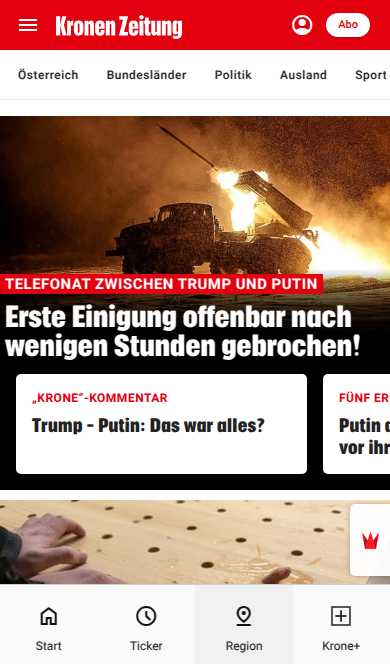 Kronen Zeitung
Abo
Österreich Bundesländer Politik Ausland Sport
TELEFONAT ZWISCHEN TRUMP UND PUTIN
Erste Einigung offenbar nach
wenigen Stunden gebrochen!
„KRONE“-KOMMENTAR
Trump – Putin: Das war alles?
FÜNF ER
Putin
vor ihr
Start Ticker Region Krone+